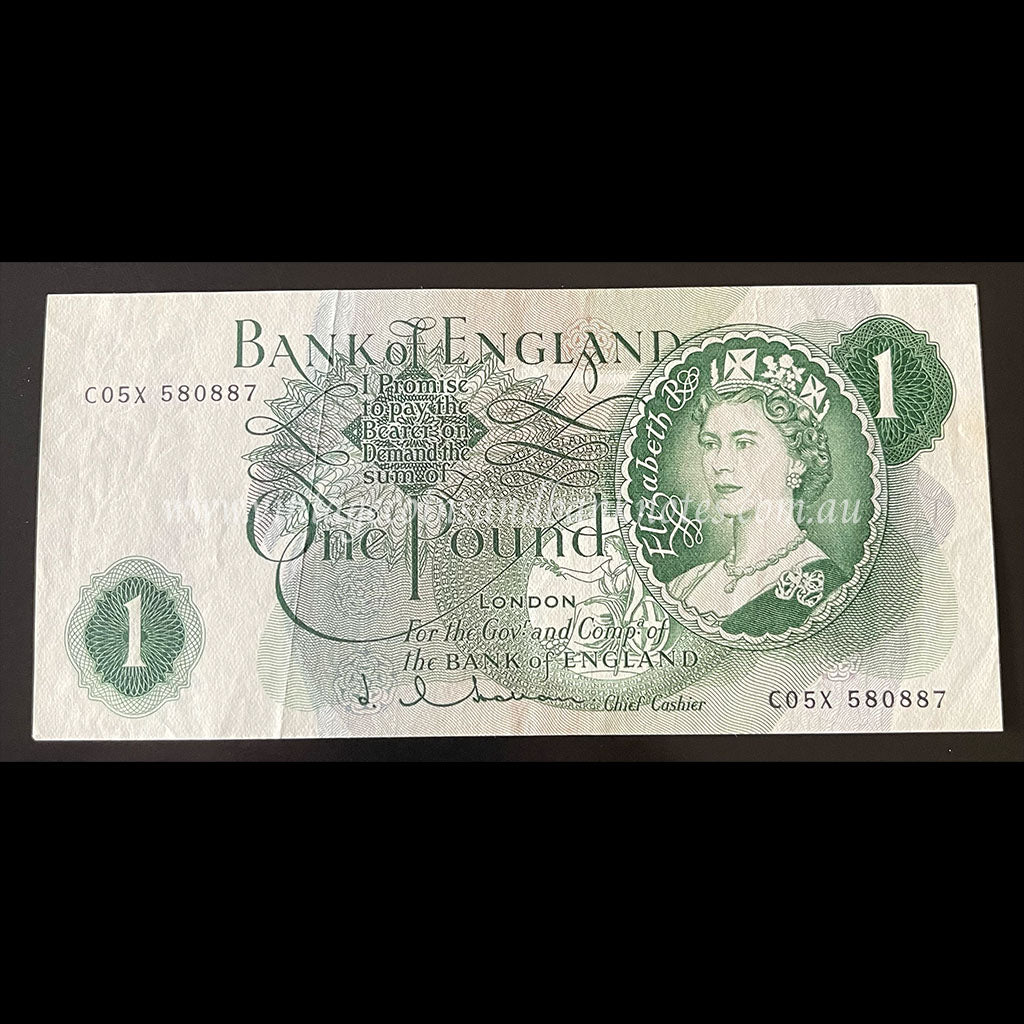 BANK of ENGLAND
1
C05X 580887
I Promise
to pay the
Bearer on
Demand the
sum of
One Pound
Elizabeth R
LONDON
For the Govr. and Compa. of
the BANK of ENGLAND
Chief Cashier
1
C05X 580887